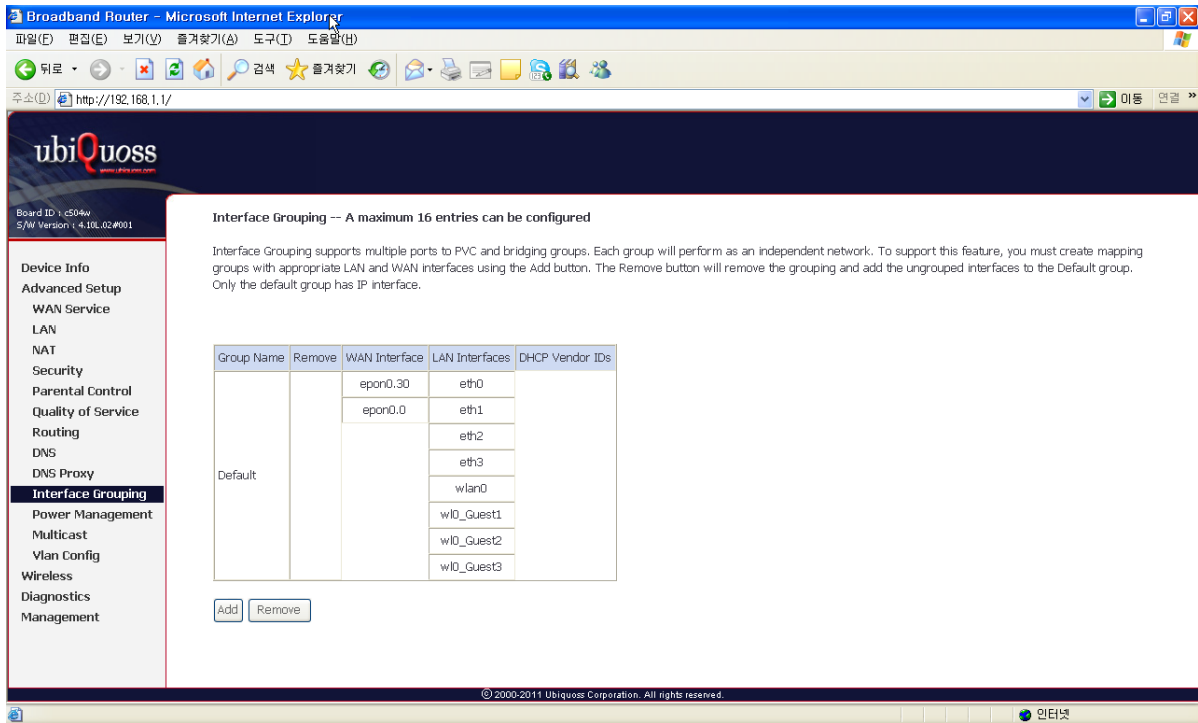 Broadband Router - Microsoft Internet Explorer
파일(F) 편집(E) 보기(V) 즐겨찾기(A) 도구(T) 도움말(H)
뒤로 검색 즐겨찾기
주소(D) http://192.168.1.1/ 이동 연결 »
ubiQuoss
Board ID : c504w
S/W Version : 4.10L.02#001
Device Info
Advanced Setup
WAN Service
LAN
NAT
Security
Parental Control
Quality of Service
Routing
DNS
DNS Proxy
Interface Grouping
Power Management
Multicast
Vlan Config
Wireless
Diagnostics
Management
Interface Grouping -- A maximum 16 entries can be configured
Interface Grouping supports multiple ports to PVC and bridging groups. Each group will perform as an independent network. To support this feature, you must create mapping
groups with appropriate LAN and WAN interfaces using the Add button. The Remove button will remove the grouping and add the ungrouped interfaces to the Default group.
Only the default group has IP interface.
Group Name Remove WAN Interface LAN Interfaces DHCP Vendor IDs
epon0.30 eth0
epon0.0 eth1
eth2
eth3
Default
wlan0
wl0_Guest1
wl0_Guest2
wl0_Guest3
Add Remove
© 2000-2011 Ubiquoss Corporation. All rights reserved.
인터넷